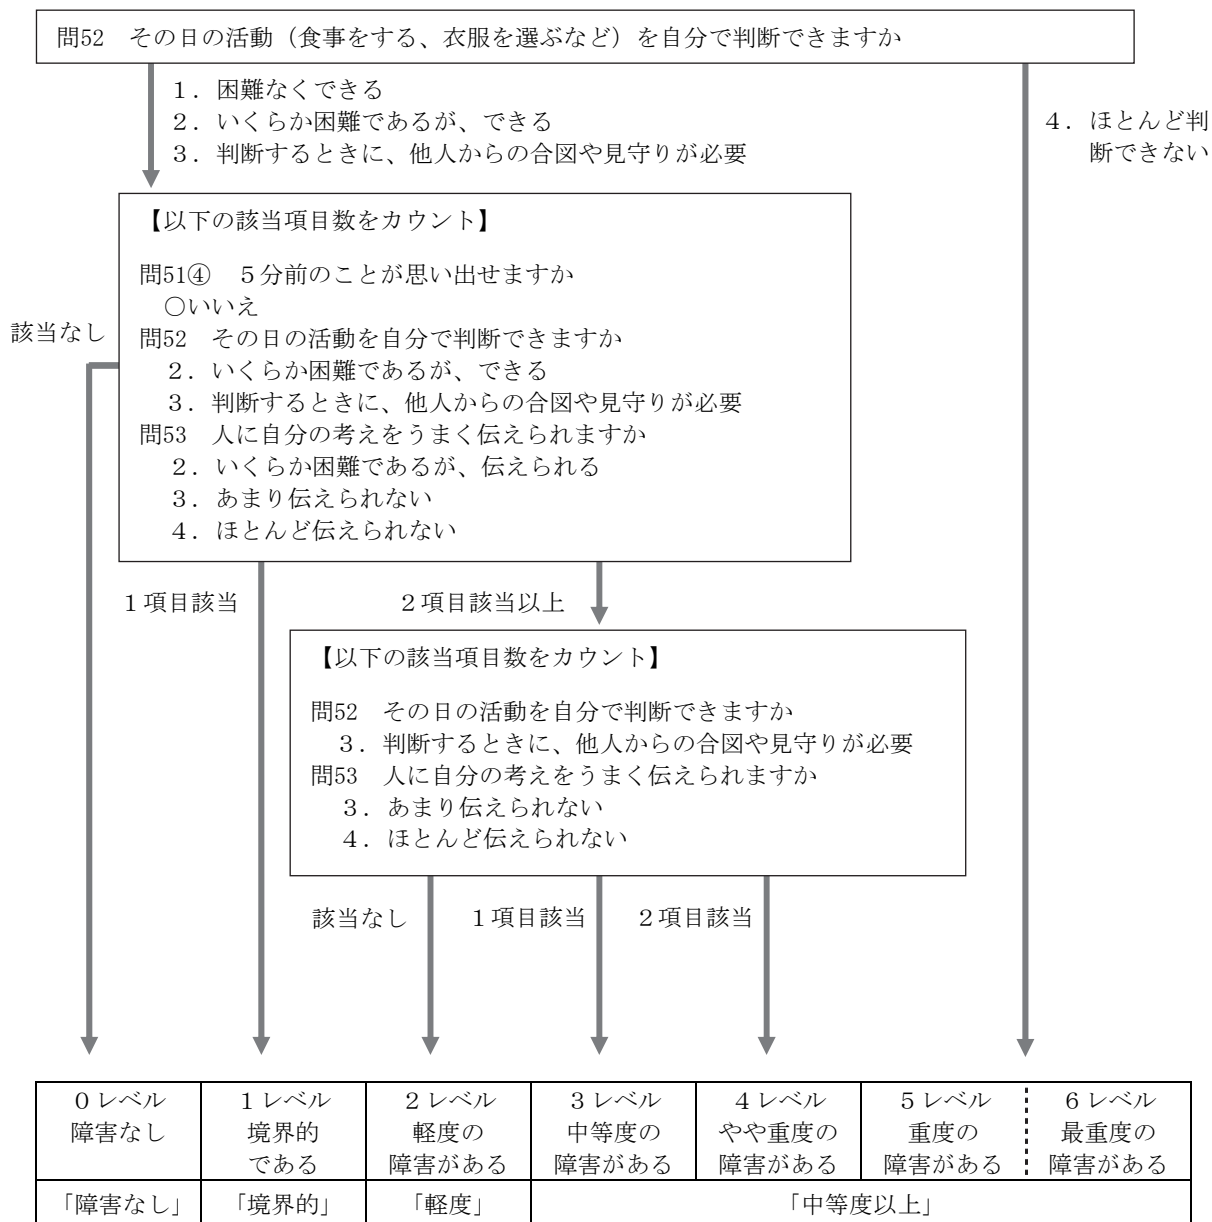 問52　その日の活動（食事をする、衣服を選ぶなど）を自分で判断できますか
１．困難なくできる
２．いくらか困難であるが、できる
３．判断するときに、他人からの合図や見守りが必要
４．ほとんど判
断できない
【以下の該当項目数をカウント】
問51④　５分前のことが思い出せますか
○いいえ
問52　その日の活動を自分で判断できますか
２．いくらか困難であるが、できる
３．判断するときに、他人からの合図や見守りが必要
問53　人に自分の考えをうまく伝えられますか
２．いくらか困難であるが、伝えられる
３．あまり伝えられない
４．ほとんど伝えられない
該当なし
１項目該当
２項目該当以上
【以下の該当項目数をカウント】
問52　その日の活動を自分で判断できますか
３．判断するときに、他人からの合図や見守りが必要
問53　人に自分の考えをうまく伝えられますか
３．あまり伝えられない
４．ほとんど伝えられない
該当なし
１項目該当
２項目該当
０レベル
障害なし
１レベル
境界的
である
２レベル
軽度の
障害がある
３レベル
中等度の
障害がある
４レベル
やや重度の
障害がある
５レベル
重度の
障害がある
６レベル
最重度の
障害がある
「障害なし」
「境界的」
「軽度」
「中等度以上」